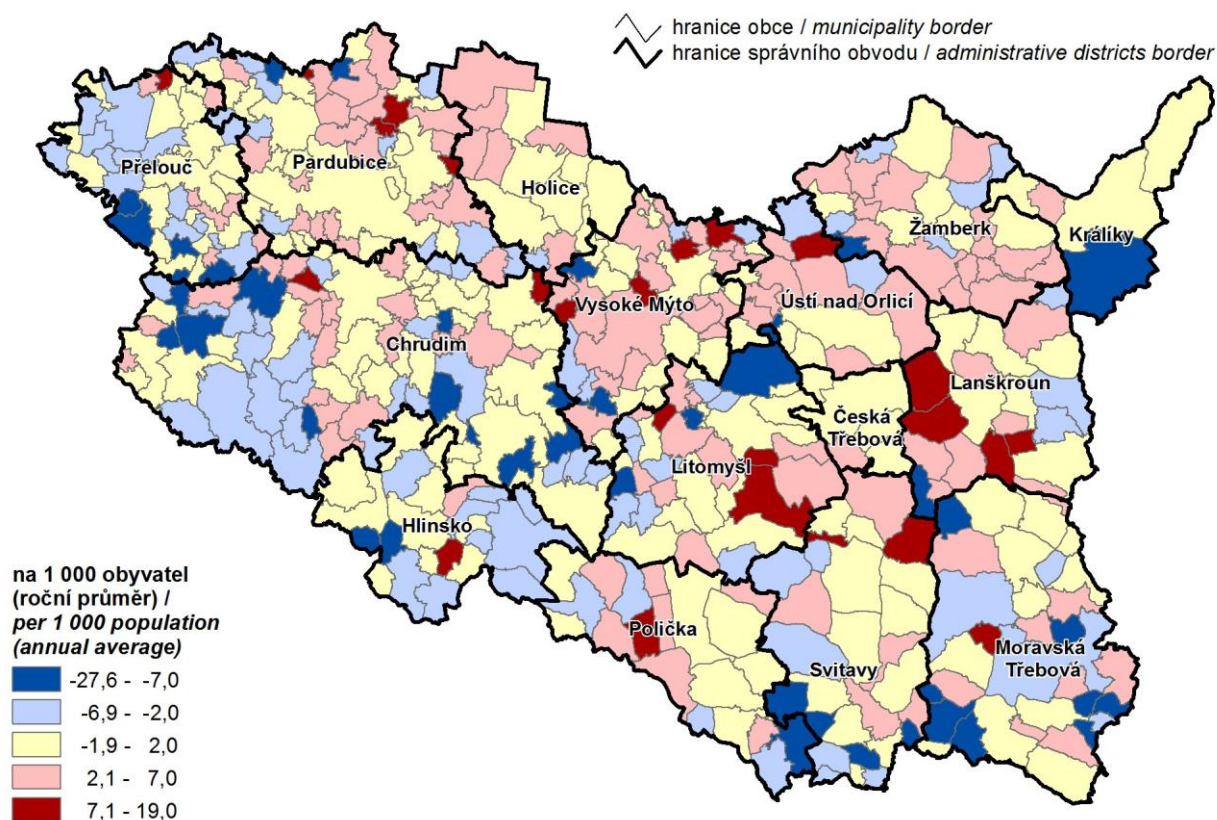 hranice obce / municipality border
hranice správního obvodu / administrative districts border
Přelouč
Pardubice
Holice
Žamberk
Králíky
Vysoké Mýto
Ústí nad Orlicí
Chrudim
Lanškroun
Česká
Třebová
Litomyšl
Hlinsko
Polička
Svitavy
Moravská
Třebová
na 1 000 obyvatel
(roční průměr) /
per 1 000 population
(annual average)
-27,6 - -7,0
-6,9 - -2,0
-1,9 - 2,0
2,1 - 7,0
7,1 - 19,0